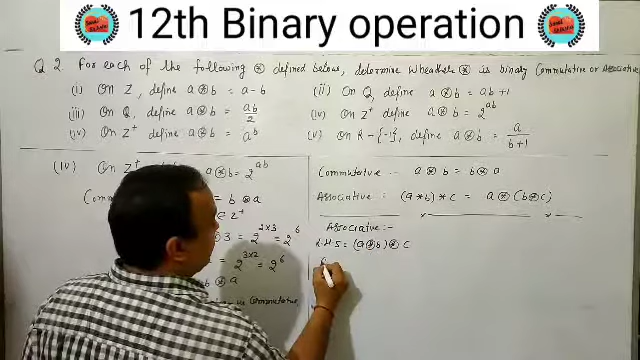 12th Binary operation
Q 2. For each of the following ⊛ defined below, determine wheather ⊛ is binary Commutative or Associative
(i) On Z, define a⊛b = a-b
(ii) On Q, define a⊛b = ab+1
(iii) On Q, define a⊛b = ab/2
(iv) On Z⁺ define a⊛b = 2^ab
(iv) On Z⁺ define a⊛b = a^b
(v) On R-{-1}, define a⊛b = a/b+1
(iv) On Z⁺ a⊛b = 2^ab
= b⊛a
∈ Z⁺
⊛ 3 = 2^2×3 = 2^6
= 2^3×2 = 2^6
b⊛a
is Commutative
Commutative :- a⊛b = b⊛a
Associative : (a*b)*c = a⊛(b⊛c)
Associative :-
L.H.S = (a⊛b)⊛c